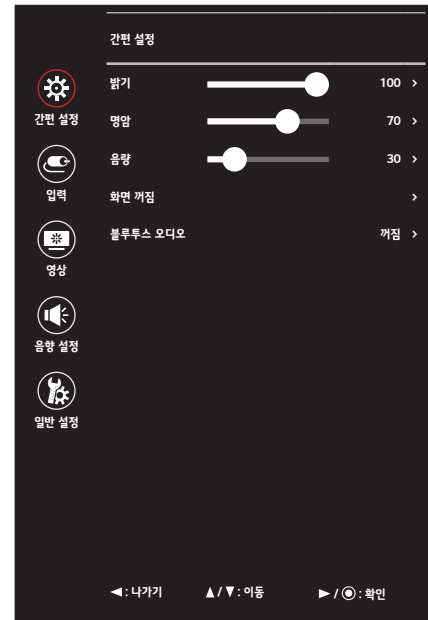 간편 설정
밝기 100 >
명암 70 >
음량 30 >
화면 꺼짐 >
블루투스 오디오 꺼짐 >
간편 설정
입력
영상
음향 설정
일반 설정
◄ : 나가기 ▲ / ▼ : 이동 ► / ◉ : 확인